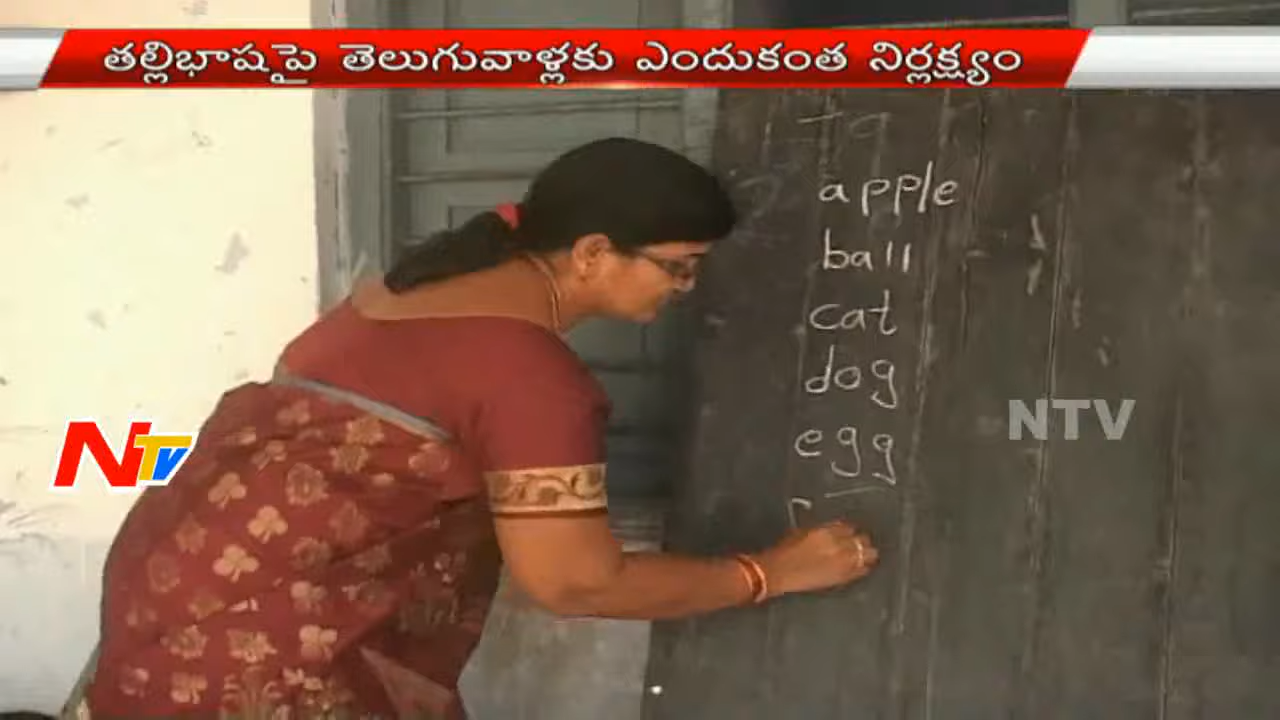 తల్లిభాషపై తెలుగువాళ్లకు ఎందుకంత నిర్లక్ష్యం
apple
ball
cat
dog
egg
NTV
NTV